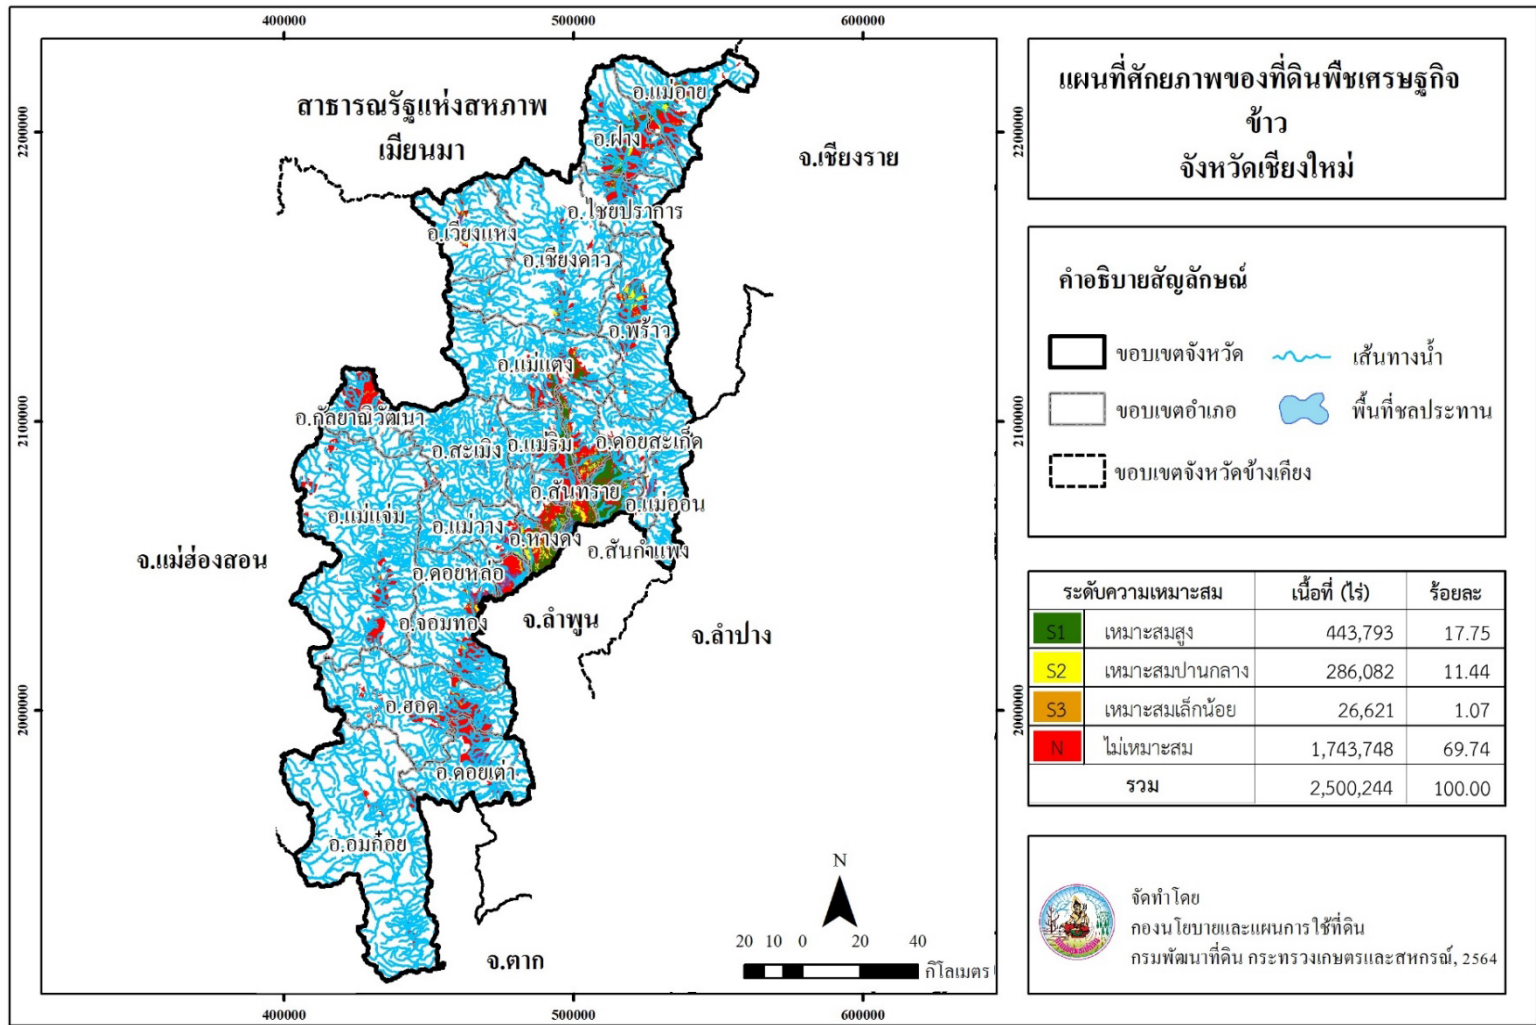 400000
500000
600000
2200000
2100000
2000000
สาธารณรัฐแห่งสหภาพ
เมียนมา
จ.เชียงราย
จ.แม่ฮ่องสอน
จ.ลำพูน
จ.ลำปาง
จ.ตาก
อ.แม่อาย
อ.ฝาง
อ.ไชยปราการ
อ.เวียงแหง
อ.เชียงดาว
อ.พร้าว
อ.แม่แตง
อ.กัลยาณิวัฒนา
อ.สะเมิง
อ.แม่ริม
อ.ดอยสะเก็ด
อ.สันทราย
อ.แม่ออน
อ.แม่แจ่ม
อ.แม่วาง
อ.หางดง
อ.สันกำแพง
อ.ดอยหล่อ
อ.จอมทอง
อ.ฮอด
อ.ดอยเต่า
อ.อมก๋อย
N
20 10 0 20 40
กิโลเมตร
400000
500000
600000
2200000
2100000
2000000
แผนที่ศักยภาพของที่ดินพืชเศรษฐกิจ
ข้าว
จังหวัดเชียงใหม่
คำอธิบายสัญลักษณ์
ขอบเขตจังหวัด เส้นทางน้ำ
ขอบเขตอำเภอ พื้นที่ชลประทาน
ขอบเขตจังหวัดข้างเคียง
ระดับความเหมาะสม เนื้อที่ (ไร่) ร้อยละ
S1 เหมาะสมสูง 443,793 17.75
S2 เหมาะสมปานกลาง 286,082 11.44
S3 เหมาะสมเล็กน้อย 26,621 1.07
N ไม่เหมาะสม 1,743,748 69.74
รวม 2,500,244 100.00
จัดทำโดย
กองนโยบายและแผนการใช้ที่ดิน
กรมพัฒนาที่ดิน กระทรวงเกษตรและสหกรณ์, 2564